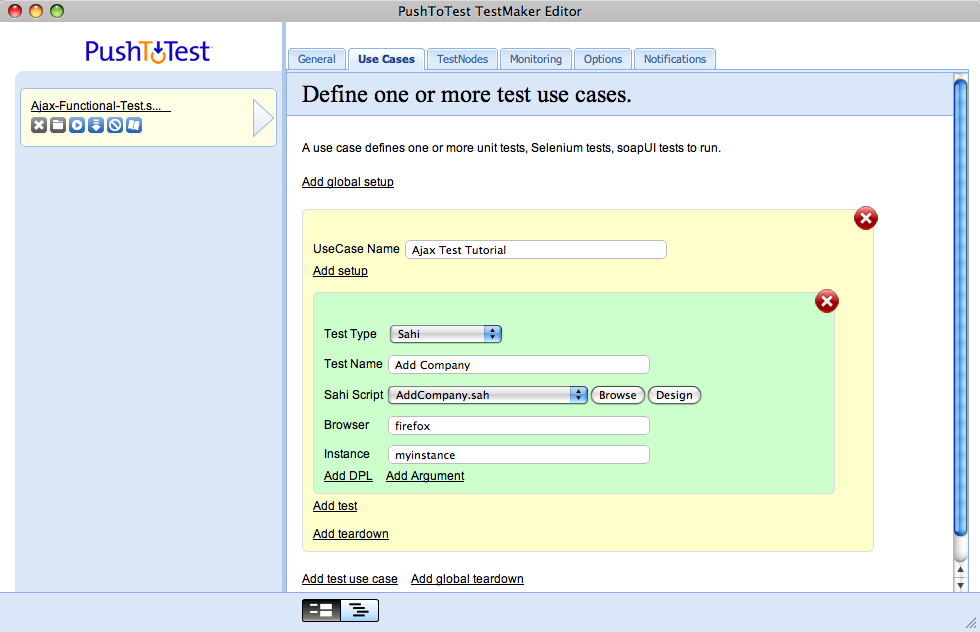 PushToTest TestMaker Editor
PushToTest
Ajax-Functional-Test.s...
General Use Cases TestNodes Monitoring Options Notifications
Define one or more test use cases.
A use case defines one or more unit tests, Selenium tests, soapUI tests to run.
Add global setup
UseCase Name Ajax Test Tutorial
Add setup
Test Type Sahi
Test Name Add Company
Sahi Script AddCompany.sah Browse Design
Browser firefox
Instance myinstance
Add DPL Add Argument
Add test
Add teardown
Add test use case Add global teardown